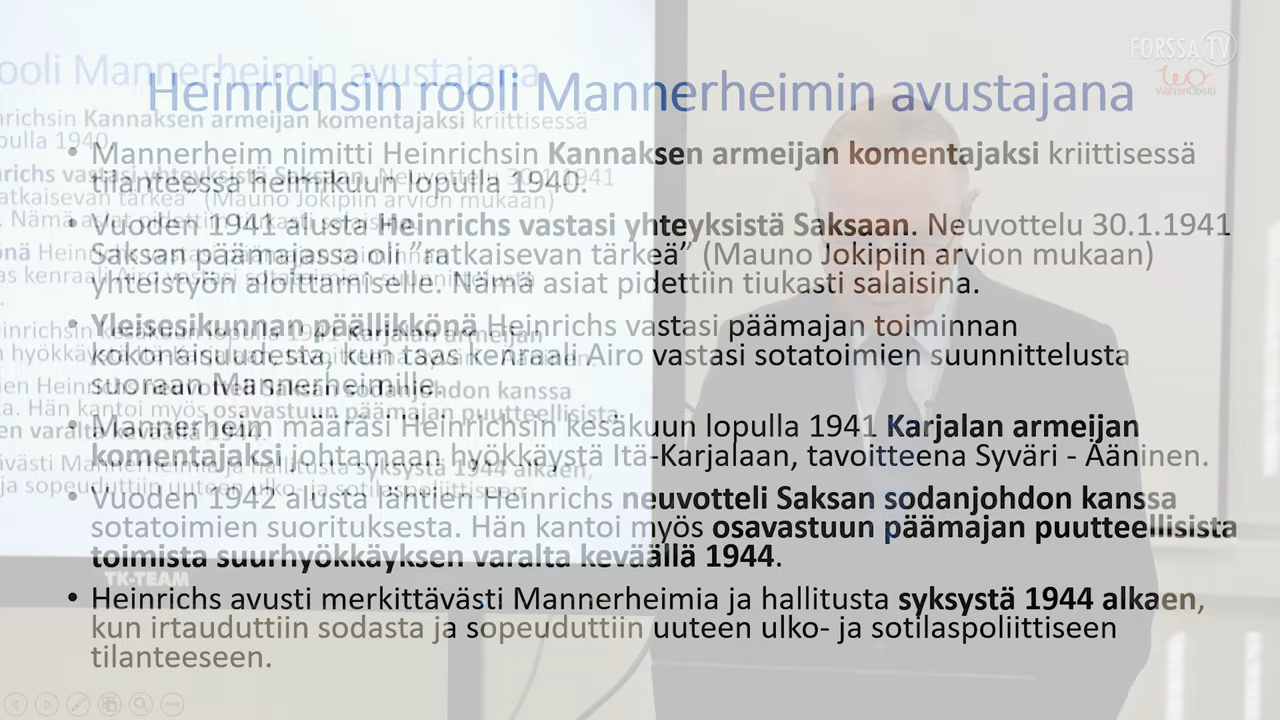 FORSSA TV
WahrenOpisto
Heinrichsin rooli Mannerheimin avustajana
• Mannerheim nimitti Heinrichsin Kannaksen armeijan komentajaksi kriittisessä
tilanteessa helmikuun lopulla 1940.
• Vuoden 1941 alusta Heinrichs vastasi yhteyksistä Saksaan. Neuvottelu 30.1.1941
Saksan päämajassa oli ”ratkaisevan tärkeä” (Mauno Jokipiin arvion mukaan)
yhteistyön aloittamiselle. Nämä asiat pidettiin tiukasti salaisina.
• Yleisesikunnan päällikkönä Heinrichs vastasi päämajan toiminnan
kokonaisuudesta, kun taas kenraali Airo vastasi sotatoimien suunnittelusta
suoraan Mannerheimille.
• Mannerheim määräsi Heinrichsin kesäkuun lopulla 1941 Karjalan armeijan
komentajaksi johtamaan hyökkäystä Itä-Karjalaan, tavoitteena Syväri - Ääninen.
• Vuoden 1942 alusta lähtien Heinrichs neuvotteli Saksan sodanjohdon kanssa
sotatoimien suorituksesta. Hän kantoi myös osavastuun päämajan puutteellisista
toimista suurhyökkäyksen varalta keväällä 1944.
• Heinrichs avusti merkittävästi Mannerheimia ja hallitusta syksystä 1944 alkaen,
kun irtauduttiin sodasta ja sopeuduttiin uuteen ulko- ja sotilaspoliittiseen
tilanteeseen.
TK-TEAM